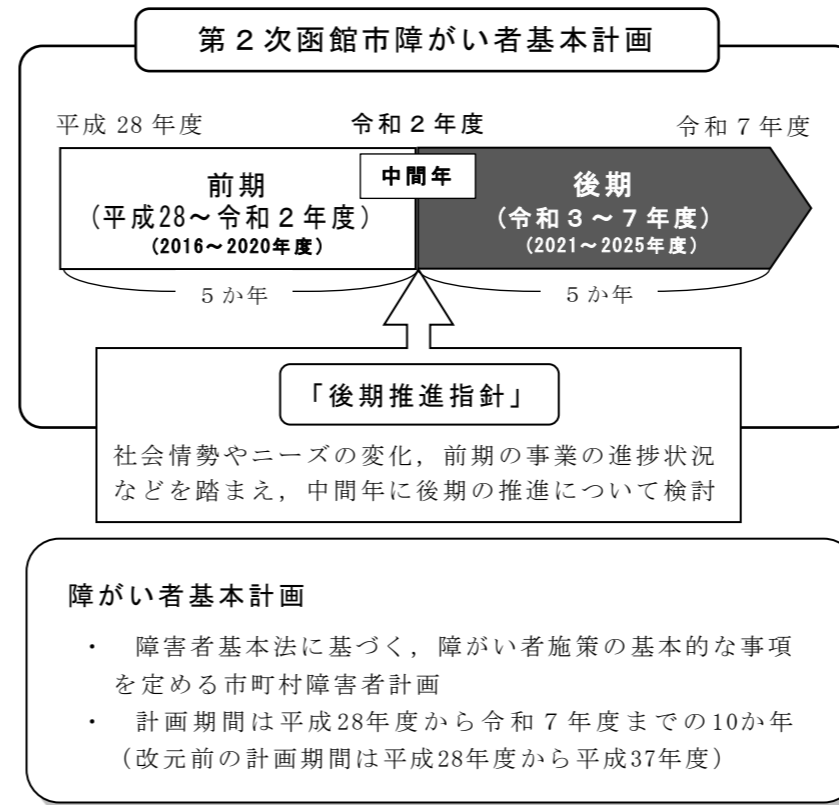 第２次函館市障がい者基本計画
平成 28 年度
令和２年度
令和７年度
前期
（平成28～令和２年度）
（2016～2020年度）
中間年
後期
（令和３～７年度）
（2021～2025年度）
５か年
５か年
「後期推進指針」
社会情勢やニーズの変化，前期の事業の進捗状況
などを踏まえ，中間年に後期の推進について検討
障がい者基本計画
・　障害者基本法に基づく，障がい者施策の基本的な事項
を定める市町村障害者計画
・　計画期間は平成28年度から令和７年度までの10か年
（改元前の計画期間は平成28年度から平成37年度）